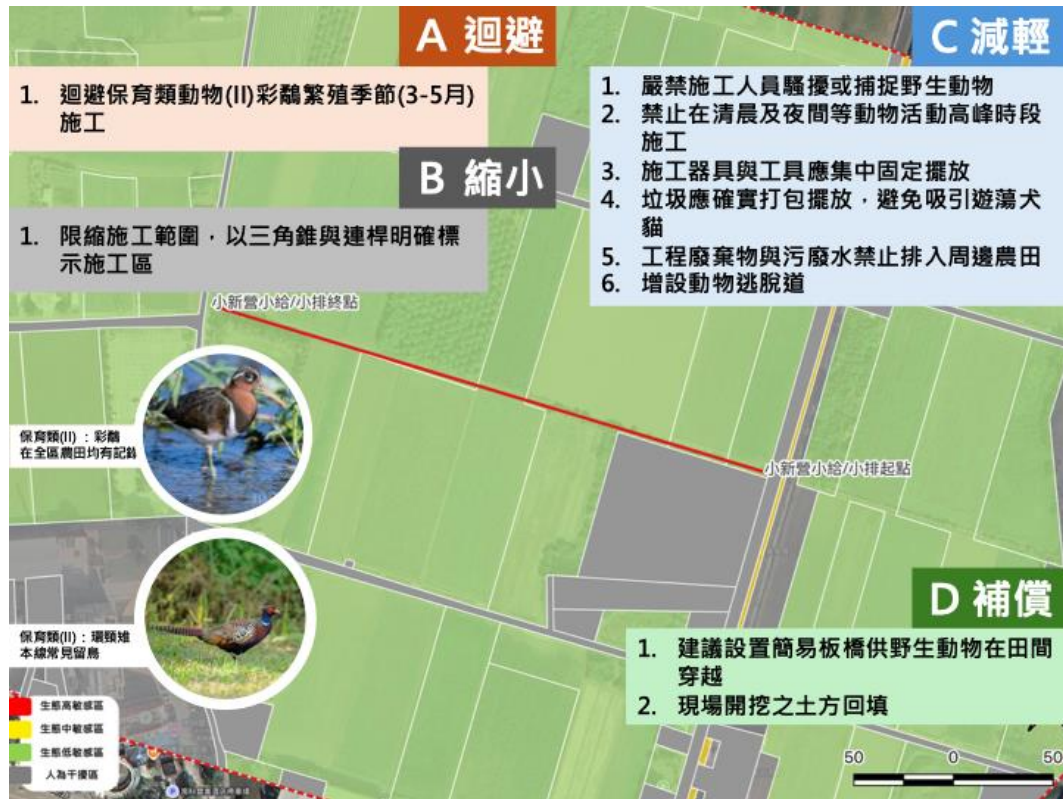 A 迴避
1. 迴避保育類動物(II)彩鷸繁殖季節(3-5月)
施工
B 縮小
1. 限縮施工範圍，以三角錐與連桿明確標
示施工區
C 減輕
1. 嚴禁施工人員騷擾或捕捉野生動物
2. 禁止在清晨及夜間等動物活動高峰時段
施工
3. 施工器具與工具應集中固定擺放
4. 垃圾應確實打包擺放，避免吸引遊蕩犬
貓
5. 工程廢棄物與污廢水禁止排入周邊農田
6. 增設動物逃脫道
小新營小給/小排終點
保育類(II)：彩鷸
在全區農田均有記錄
小新營小給/小排起點
保育類(II)：環頸雉
本線常見留鳥
D 補償
1. 建議設置簡易板橋供野生動物在田間
穿越
2. 現場開挖之土方回填
生態高敏感區
生態中敏感區
生態低敏感區
人為干擾區
50 0 50